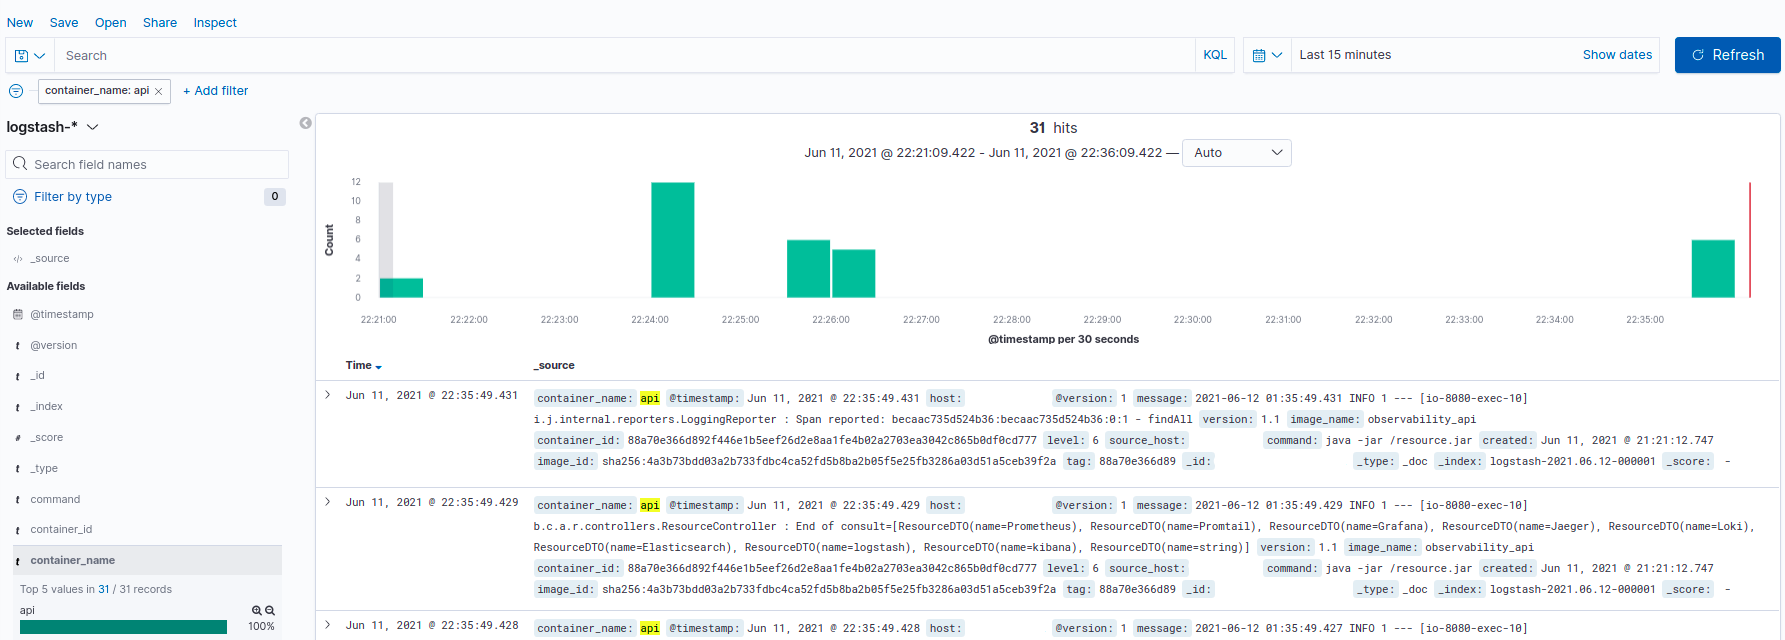 New Save Open Share Inspect
Search KQL Last 15 minutes Show dates Refresh
container_name: api × + Add filter
logstash-*
Search field names
Filter by type 0
Selected fields
_source
Available fields
@timestamp
t @version
t _id
t _index
# _score
t _type
t command
t container_id
t container_name
Top 5 values in 31 / 31 records
api
100%
31 hits
Jun 11, 2021 @ 22:21:09.422 - Jun 11, 2021 @ 22:36:09.422 — Auto
Count
12
10
8
6
4
2
0
22:21:00 22:22:00 22:23:00 22:24:00 22:25:00 22:26:00 22:27:00 22:28:00 22:29:00 22:30:00 22:31:00 22:32:00 22:33:00 22:34:00 22:35:00
@timestamp per 30 seconds
Time _source
Jun 11, 2021 @ 22:35:49.431 container_name: api @timestamp: Jun 11, 2021 @ 22:35:49.431 host: @version: 1 message: 2021-06-12 01:35:49.431 INFO 1 --- [io-8080-exec-10]
i.j.internal.reporters.LoggingReporter : Span reported: becaac735d524b36:becaac735d524b36:0:1 - findAll version: 1.1 image_name: observability_api
container_id: 88a70e366d892f446e1b5eef26d2e8aa1fe4b02a2703ea3042c865b0df0cd777 level: 6 source_host: command: java -jar /resource.jar created: Jun 11, 2021 @ 21:21:12.747
image_id: sha256:4a3b73bdd03a2b733fdbc4ca52fd5b8ba2b05f5e25fb3286a03d51a5ceb39f2a tag: 88a70e366d89 _id: _type: _doc _index: logstash-2021.06.12-000001 _score: -
Jun 11, 2021 @ 22:35:49.429 container_name: api @timestamp: Jun 11, 2021 @ 22:35:49.429 host: @version: 1 message: 2021-06-12 01:35:49.429 INFO 1 --- [io-8080-exec-10]
b.c.a.r.controllers.ResourceController : End of consult=[ResourceDTO(name=Prometheus), ResourceDTO(name=Promtail), ResourceDTO(name=Grafana), ResourceDTO(name=Jaeger), ResourceDTO(name=Loki),
ResourceDTO(name=Elasticsearch), ResourceDTO(name=logstash), ResourceDTO(name=kibana), ResourceDTO(name=string)] version: 1.1 image_name: observability_api
container_id: 88a70e366d892f446e1b5eef26d2e8aa1fe4b02a2703ea3042c865b0df0cd777 level: 6 source_host: command: java -jar /resource.jar created: Jun 11, 2021 @ 21:21:12.747
image_id: sha256:4a3b73bdd03a2b733fdbc4ca52fd5b8ba2b05f5e25fb3286a03d51a5ceb39f2a tag: 88a70e366d89 _id: _type: _doc _index: logstash-2021.06.12-000001 _score: -
Jun 11, 2021 @ 22:35:49.428 container_name: api @timestamp: Jun 11, 2021 @ 22:35:49.428 host: @version: 1 message: 2021-06-12 01:35:49.427 INFO 1 --- [io-8080-exec-10]